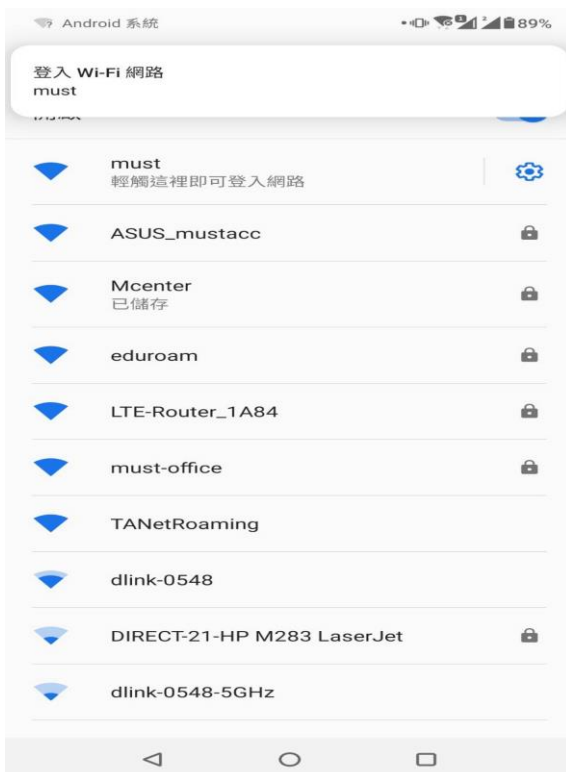 Android 系統
89%
登入 Wi-Fi 網路
must
must
輕觸這裡即可登入網路
ASUS_mustacc
Mcenter
已儲存
eduroam
LTE-Router_1A84
must-office
TANetRoaming
dlink-0548
DIRECT-21-HP M283 LaserJet
dlink-0548-5GHz